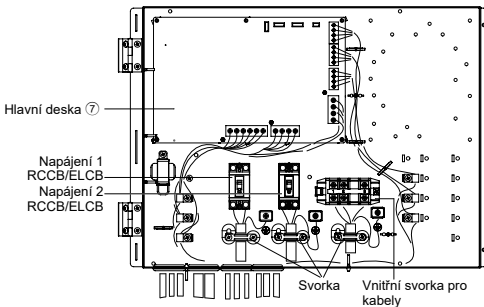 Hlavní deska ⑦
Napájení 1
RCCB/ELCB
Napájení 2
RCCB/ELCB
Svorka
Vnitřní svorka pro
kabely